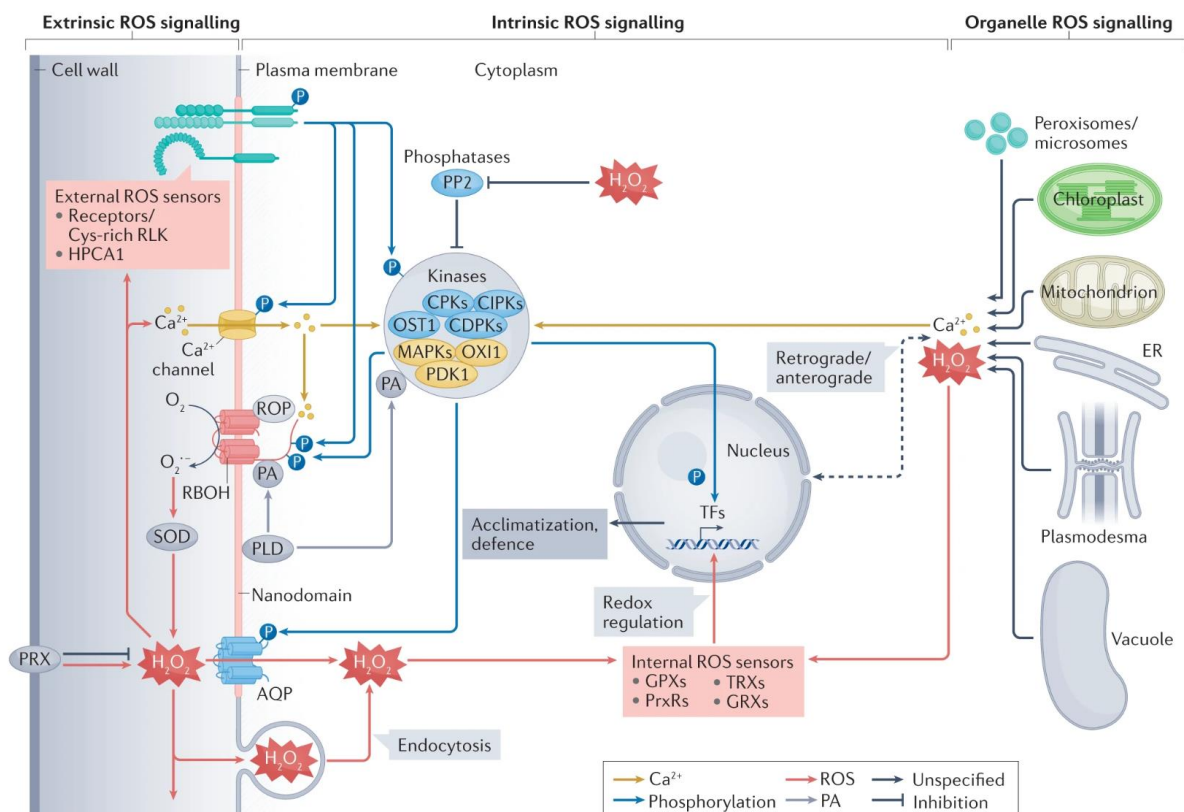 Extrinsic ROS signalling
Intrinsic ROS signalling
Organelle ROS signalling
Cell wall
Plasma membrane
Cytoplasm
P
Peroxisomes/
microsomes
Phosphatases
PP2
H₂O₂
External ROS sensors
• Receptors/
Cys-rich RLK
• HPCA1
Chloroplast
P
Kinases
CPKs
CIPKs
OST1
CDPKs
MAPKs
OXI1
PDK1
PA
P
Ca²⁺
Ca²⁺
channel
Mitochondrion
Ca²⁺
H₂O₂
Retrograde/
anterograde
ER
O₂
ROP
P
P
O₂˙⁻
RBOH
PA
Nucleus
P
TFs
SOD
PLD
Acclimatization,
defence
Plasmodesma
Nanodomain
Redox
regulation
P
PRX
H₂O₂
AQP
H₂O₂
Internal ROS sensors
• GPXs
• TRXs
• PrxRs
• GRXs
Vacuole
H₂O₂
Endocytosis
Ca²⁺
ROS
Unspecified
Phosphorylation
PA
Inhibition